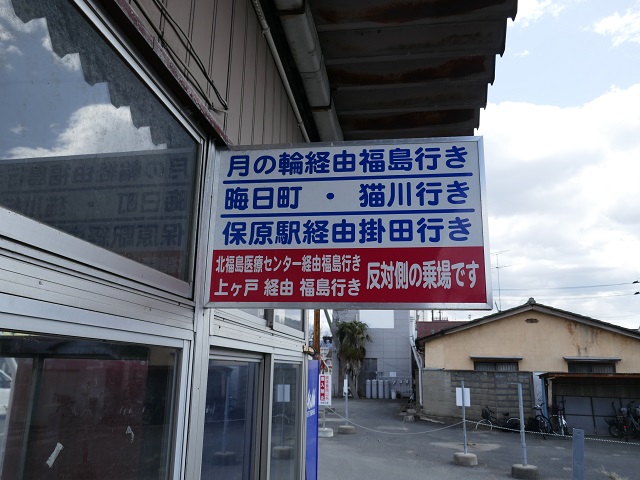 月の輪経由福島行き
晦日町・猫川行き
保原駅経由掛田行き
北福島医療センター経由福島行き
上ヶ戸 経由 福島行き
反対側の乗場です